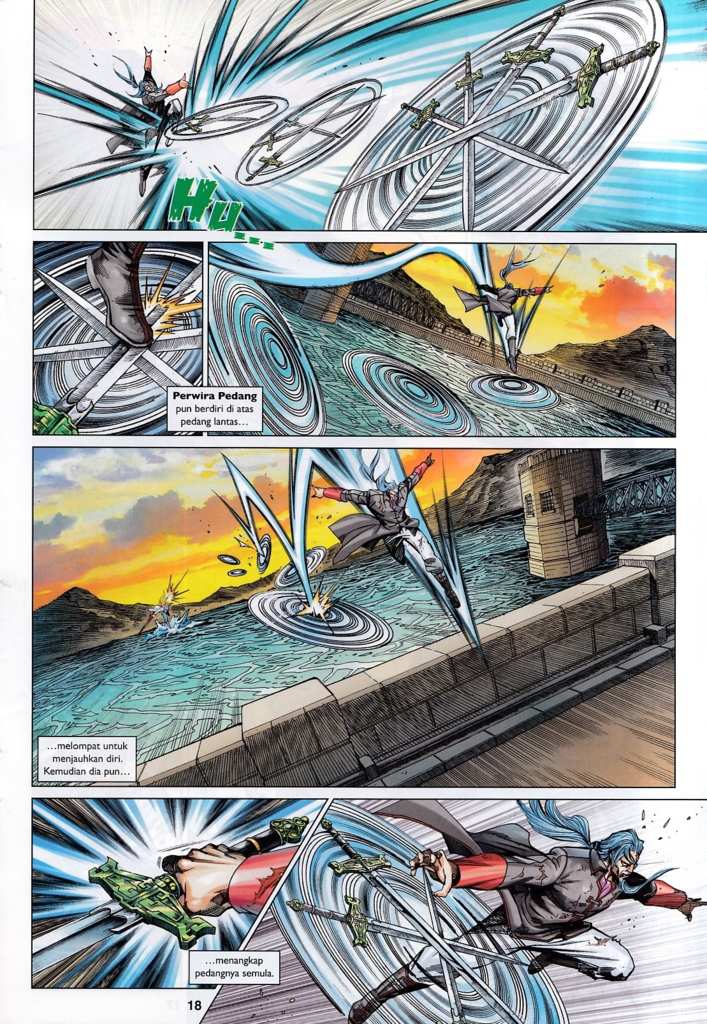 Hu...
Perwira Pedang
pun berdiri di atas
pedang lantas...
...melompat untuk
menjauhkan diri.
Kemudian dia pun...
...menangkap
pedangnya semula.
18